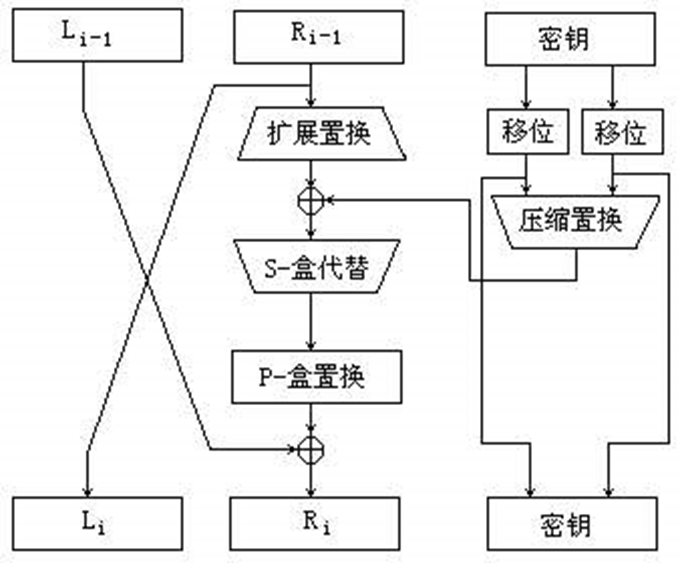 L_{i-1}
R_{i-1}
密钥
扩展置换
移位
移位
压缩置换
S-盒代替
P-盒置换
L_i
R_i
密钥